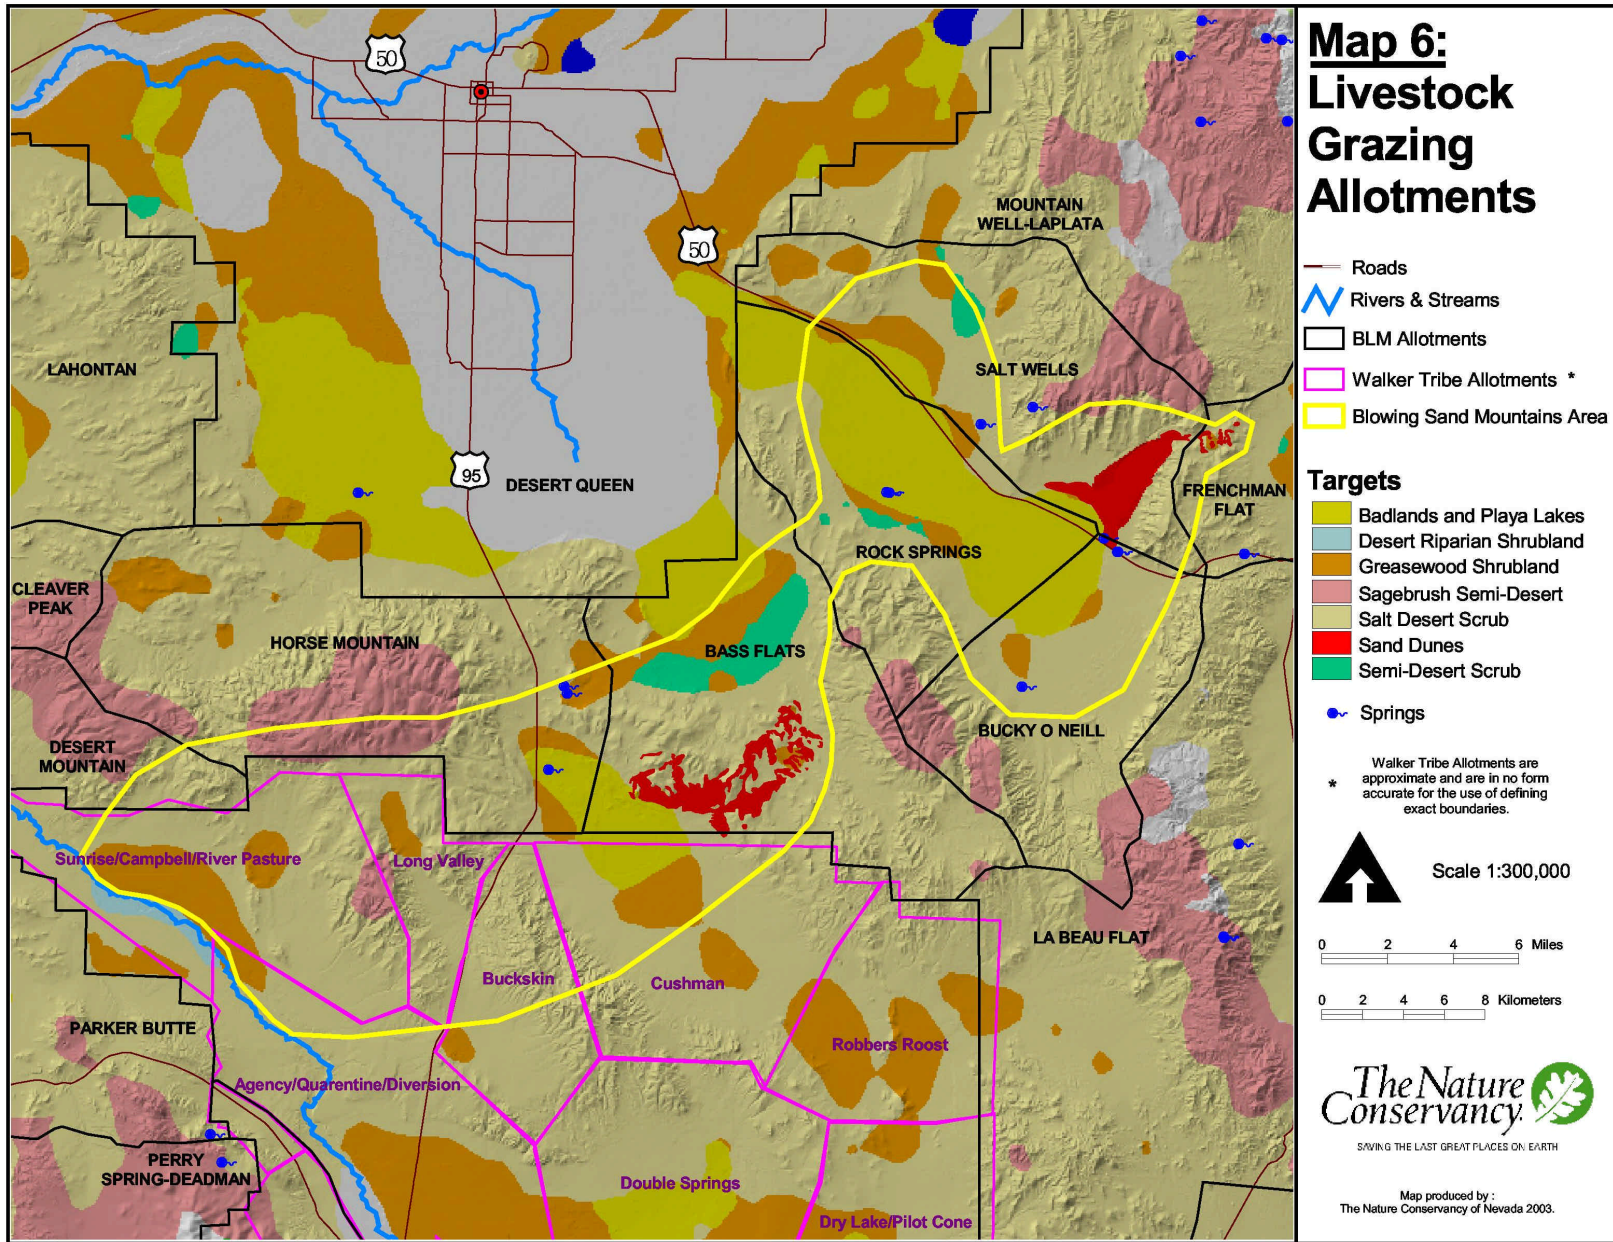 Map 6:
Livestock
Grazing
Allotments
Roads
Rivers & Streams
BLM Allotments
Walker Tribe Allotments *
Blowing Sand Mountains Area
Targets
Badlands and Playa Lakes
Desert Riparian Shrubland
Greasewood Shrubland
Sagebrush Semi-Desert
Salt Desert Scrub
Sand Dunes
Semi-Desert Scrub
Springs
*
Walker Tribe Allotments are
approximate and are in no form
accurate for the use of defining
exact boundaries.
Scale 1:300,000
0 2 4 6 Miles
0 2 4 6 8 Kilometers
The Nature
Conservancy.
SAVING THE LAST GREAT PLACES ON EARTH
Map produced by :
The Nature Conservancy of Nevada 2003.
50
50
95
MOUNTAIN
WELL-LAPLATA
LAHONTAN
SALT WELLS
DESERT QUEEN
FRENCHMAN
FLAT
ROCK SPRINGS
CLEAVER
PEAK
HORSE MOUNTAIN
BASS FLATS
BUCKY O NEILL
DESERT
MOUNTAIN
Sunrise/Campbell/River Pasture
Long Valley
LA BEAU FLAT
Buckskin
Cushman
PARKER BUTTE
Robbers Roost
Agency/Quarentine/Diversion
PERRY
SPRING-DEADMAN
Double Springs
Dry Lake/Pilot Cone